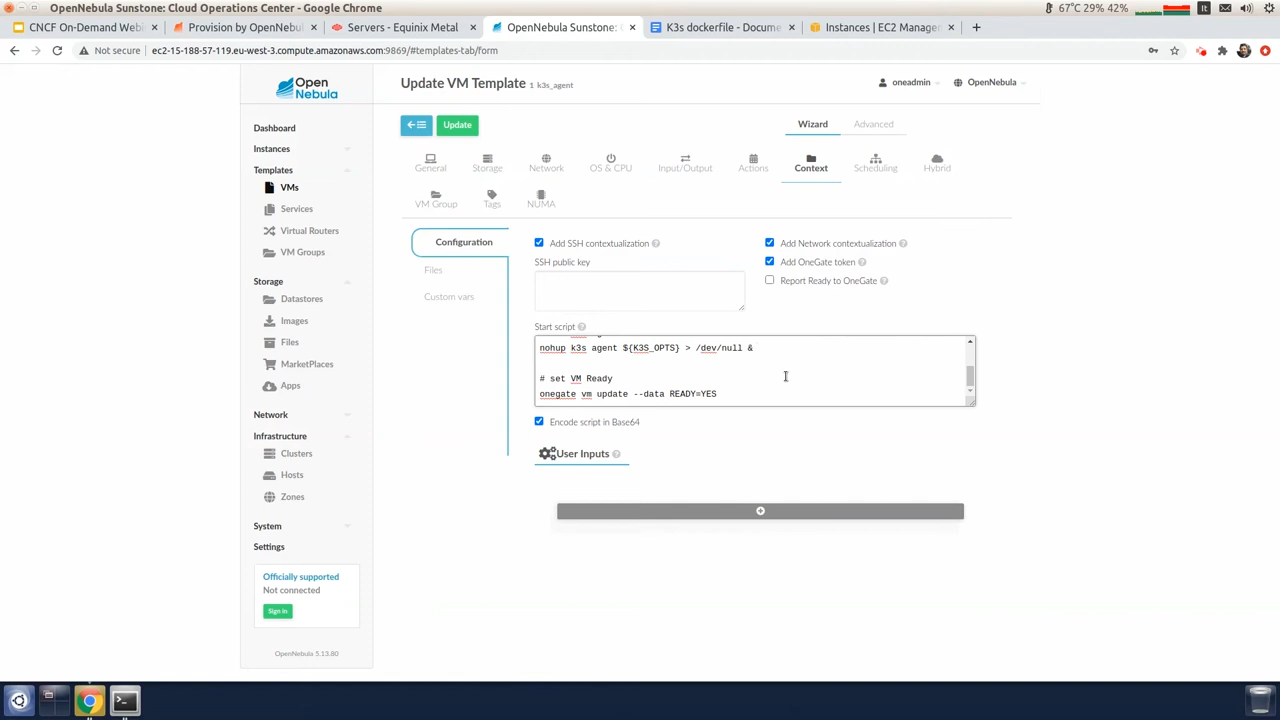 OpenNebula Sunstone: Cloud Operations Center - Google Chrome
67°C 29% 42%
It
CNCF On-Demand Webi
Provision by OpenNebul
Servers - Equinix Metal
OpenNebula Sunstone: C
K3s dockerfile - Docume
Instances | EC2 Manager
Not secure
ec2-15-188-57-119.eu-west-3.compute.amazonaws.com:9869/#templates-tab/form
Open
Nebula
Update VM Template 1 k3s_agent
oneadmin
OpenNebula
Update
Wizard
Advanced
Dashboard
Instances
Templates
VMs
Services
Virtual Routers
VM Groups
Storage
Datastores
Images
Files
MarketPlaces
Apps
Network
Infrastructure
Clusters
Hosts
Zones
System
Settings
Officially supported
Not connected
Sign in
OpenNebula 5.13.80
General
Storage
Network
OS & CPU
Input/Output
Actions
Context
Scheduling
Hybrid
VM Group
Tags
NUMA
Configuration
Files
Custom vars
Add SSH contextualization
SSH public key
Add Network contextualization
Add OneGate token
Report Ready to OneGate
Start script
nohup k3s agent ${K3S_OPTS} > /dev/null &
# set VM Ready
onegate vm update --data READY=YES
Encode script in Base64
User Inputs